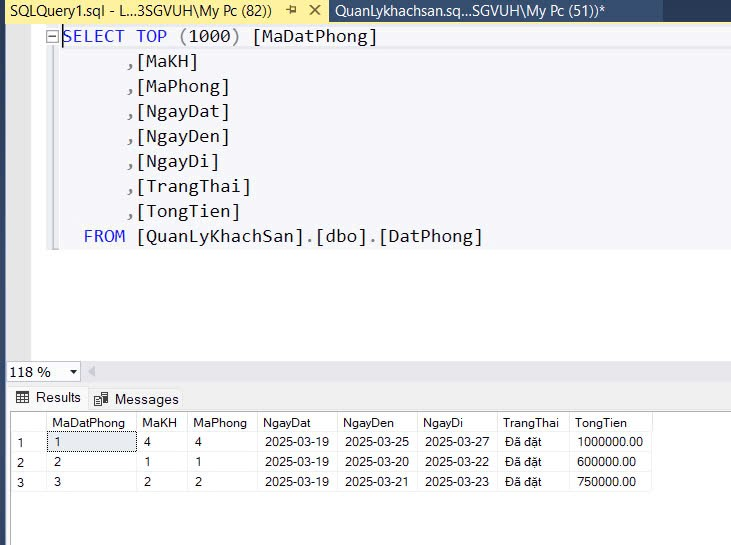 SQLQuery1.sql - L...3SGVUH\My Pc (82)) QuanLykhachsan.sq...SGVUH\My Pc (51))*
SELECT TOP (1000) [MaDatPhong]
,[MaKH]
,[MaPhong]
,[NgayDat]
,[NgayDen]
,[NgayDi]
,[TrangThai]
,[TongTien]
FROM [QuanLyKhachSan].[dbo].[DatPhong]
118 %
Results Messages
MaDatPhong MaKH MaPhong NgayDat NgayDen NgayDi TrangThai TongTien
1 1 4 4 2025-03-19 2025-03-25 2025-03-27 Đã đặt 1000000.00
2 2 1 1 2025-03-19 2025-03-20 2025-03-22 Đã đặt 600000.00
3 3 2 2 2025-03-19 2025-03-21 2025-03-23 Đã đặt 750000.00